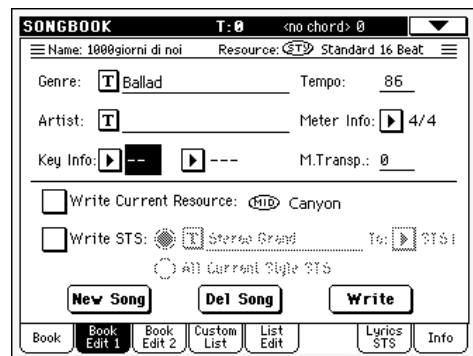 SONGBOOK T:0 <no chord> 0
Name: 1000giorni di noi Resource: STY Standard 16 Beat
Genre: T Ballad Tempo: 86
Artist: T Meter Info: 4/4
Key Info: -- --- M.Transp.: 0
Write Current Resource: MID Canyon
Write STS: T Stereo Grand To: STS1
All Current Style STS
New Song Del Song Write
Book Book Edit 1 Book Edit 2 Custom List List Edit Lyrics STS Info